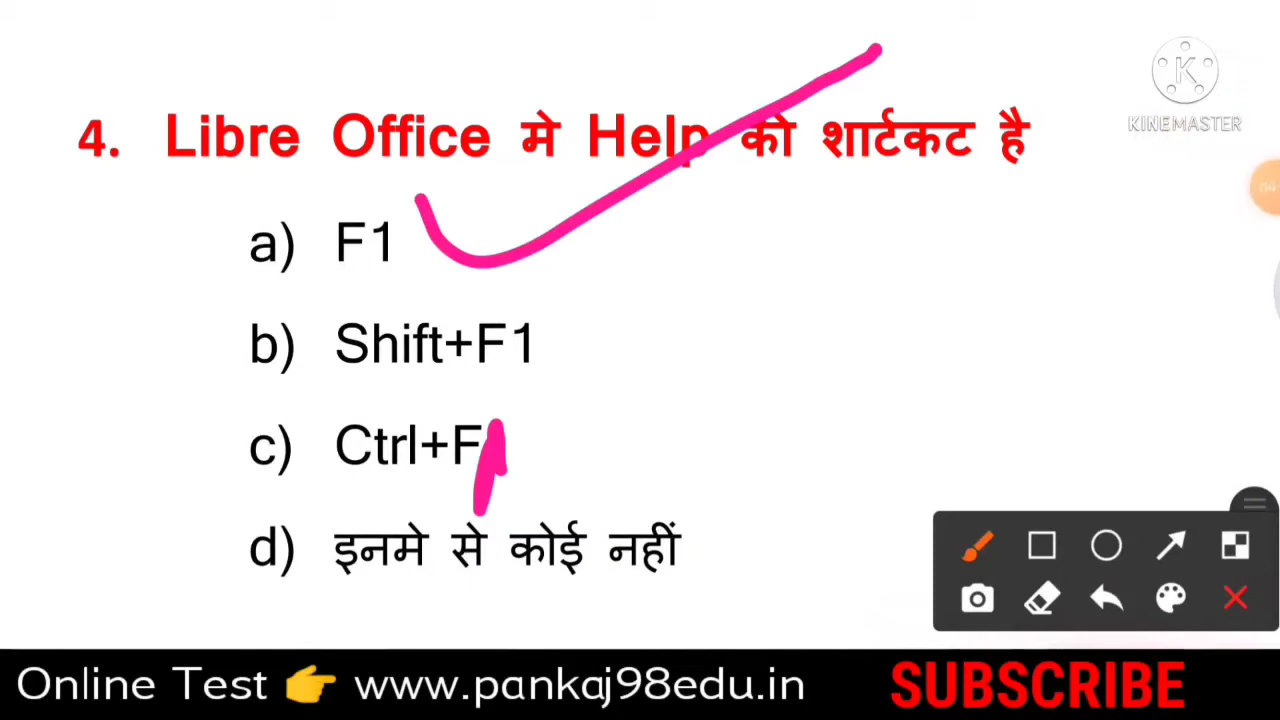 KINEMASTER
4. Libre Office मे Help को शार्टकट है
a) F1
b) Shift+F1
c) Ctrl+F
d) इनमे से कोई नहीं
Online Test 👉 www.pankaj98edu.in SUBSCRIBE